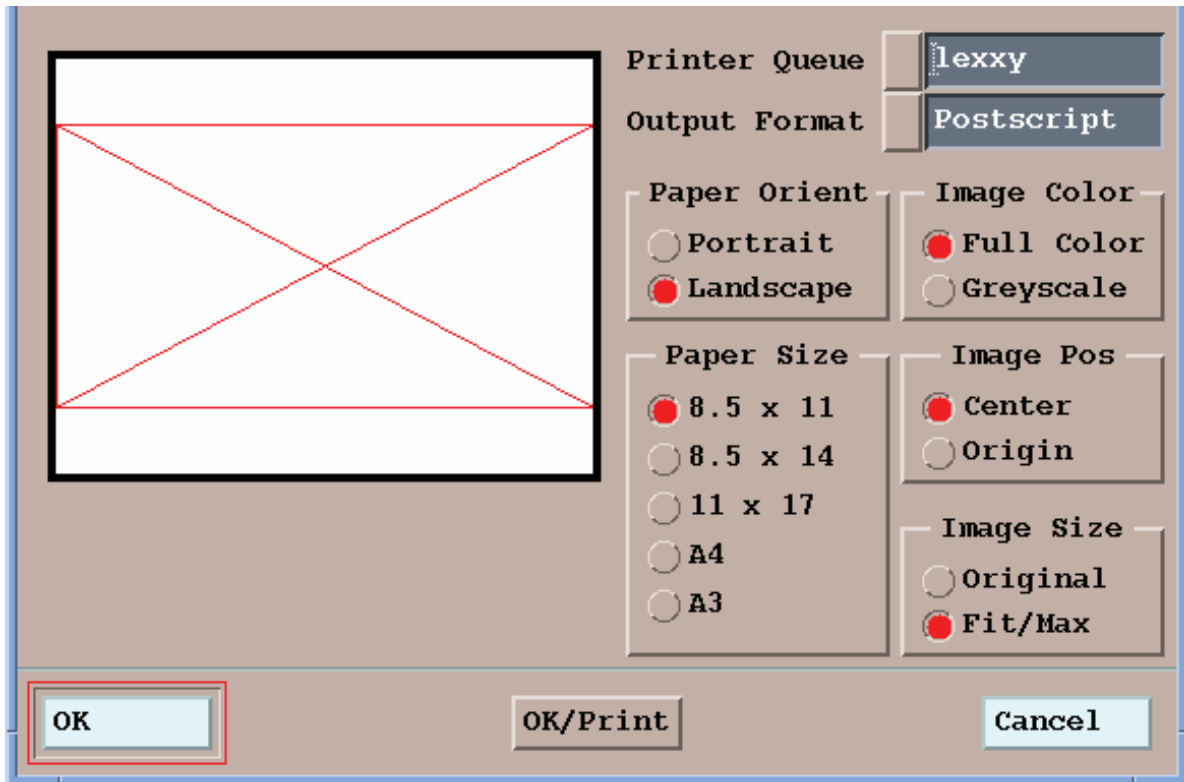 Printer Queue lexxy
Output Format Postscript
Paper Orient
Portrait
Landscape
Image Color
Full Color
Greyscale
Paper Size
8.5 x 11
8.5 x 14
11 x 17
A4
A3
Image Pos
Center
Origin
Image Size
Original
Fit/Max
OK
OK/Print
Cancel